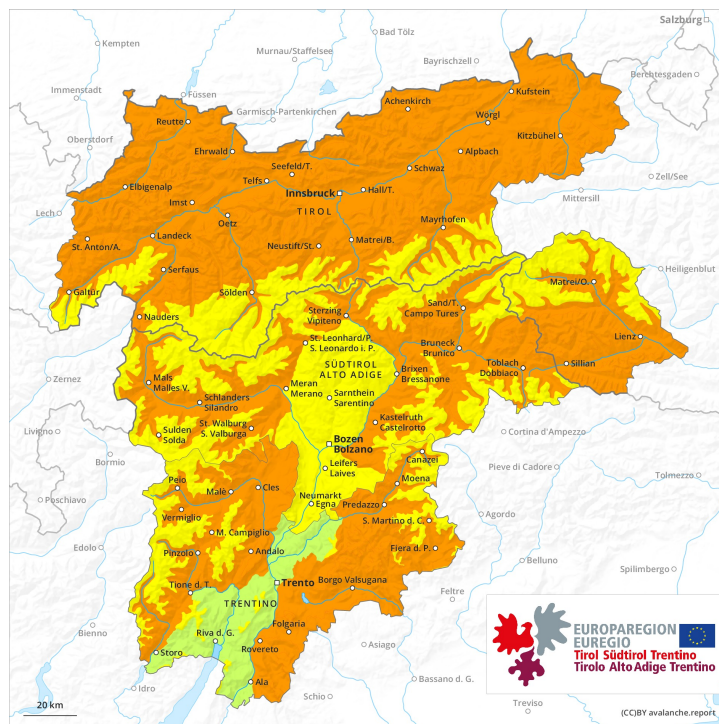 Salzburg
Bad Tölz
Kempten
Murnau/Staffelsee
Bayrischzell
Berchtesgaden
Immenstadt
Füssen
Garmisch-Partenkirchen
Achenkirch
Kufstein
Reutte
Wörgl
Oberstdorf
Kitzbühel
Ehrwald
Alpbach
Seefeld/T.
Schwaz
Zell/See
Telfs
Elbigenalp
Innsbruck
Hall/T.
Mittersill
Imst
TIROL
Lech
Oetz
Mayrhofen
Landeck
St. Anton/A.
Neustift/St.
Matrei/B.
Heiligenblut
Serfaus
Matrei/O.
Galtür
Sölden
Nauders
Sterzing
Vipiteno
Sand/T.
Campo Tures
St. Leonhard/P.
S. Leonardo i. P.
Lienz
Bruneck
Brunico
SÜDTIROL
ALTO ADIGE
Toblach
Dobbiaco
Sillian
Zernez
Mals
Malles V.
Meran
Merano
Brixen
Bressanone
Schlanders
Silandro
Sarnthein
Sarentino
Kastelruth
Castelrotto
Livigno
St. Walburg
S. Valburga
Sulden
Solda
Cortina d'Ampezzo
Bozen
Bolzano
Bormio
Canazei
Leifers
Laives
Pieve di Cadore
Tolmezzo
Peio
Moena
Poschiavo
Malè
Cles
Neumarkt
Egna
Predazzo
Vermiglio
Agordo
S. Martino d. C.
M. Campiglio
Edolo
Pinzolo
Andalo
Fiera d. P.
Belluno
Spilimbergo
Tione d. T.
Trento
Borgo Valsugana
Feltre
TRENTINO
Folgaria
Bienno
Riva d. G.
Rovereto
Storo
Asiago
Ala
Bassano d. G.
Idro
Schio
Treviso
EUROPAREGION
EUREGIO
Tirol Südtirol Trentino
Tirolo Alto Adige Trentino
20 km
(CC)BY avalanche.report